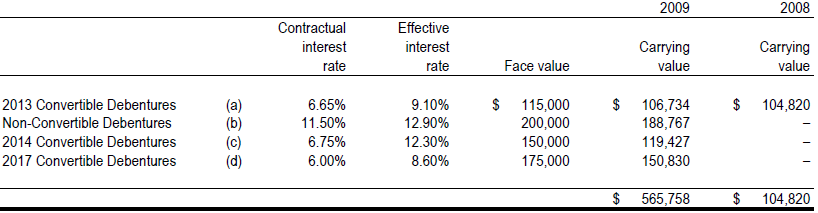 2009 2008
Contractual Effective
interest interest Carrying Carrying
rate rate Face value value value
2013 Convertible Debentures (a) 6.65% 9.10% $ 115,000 $ 106,734 $ 104,820
Non-Convertible Debentures (b) 11.50% 12.90% 200,000 188,767 –
2014 Convertible Debentures (c) 6.75% 12.30% 150,000 119,427 –
2017 Convertible Debentures (d) 6.00% 8.60% 175,000 150,830 –
$ 565,758 $ 104,820